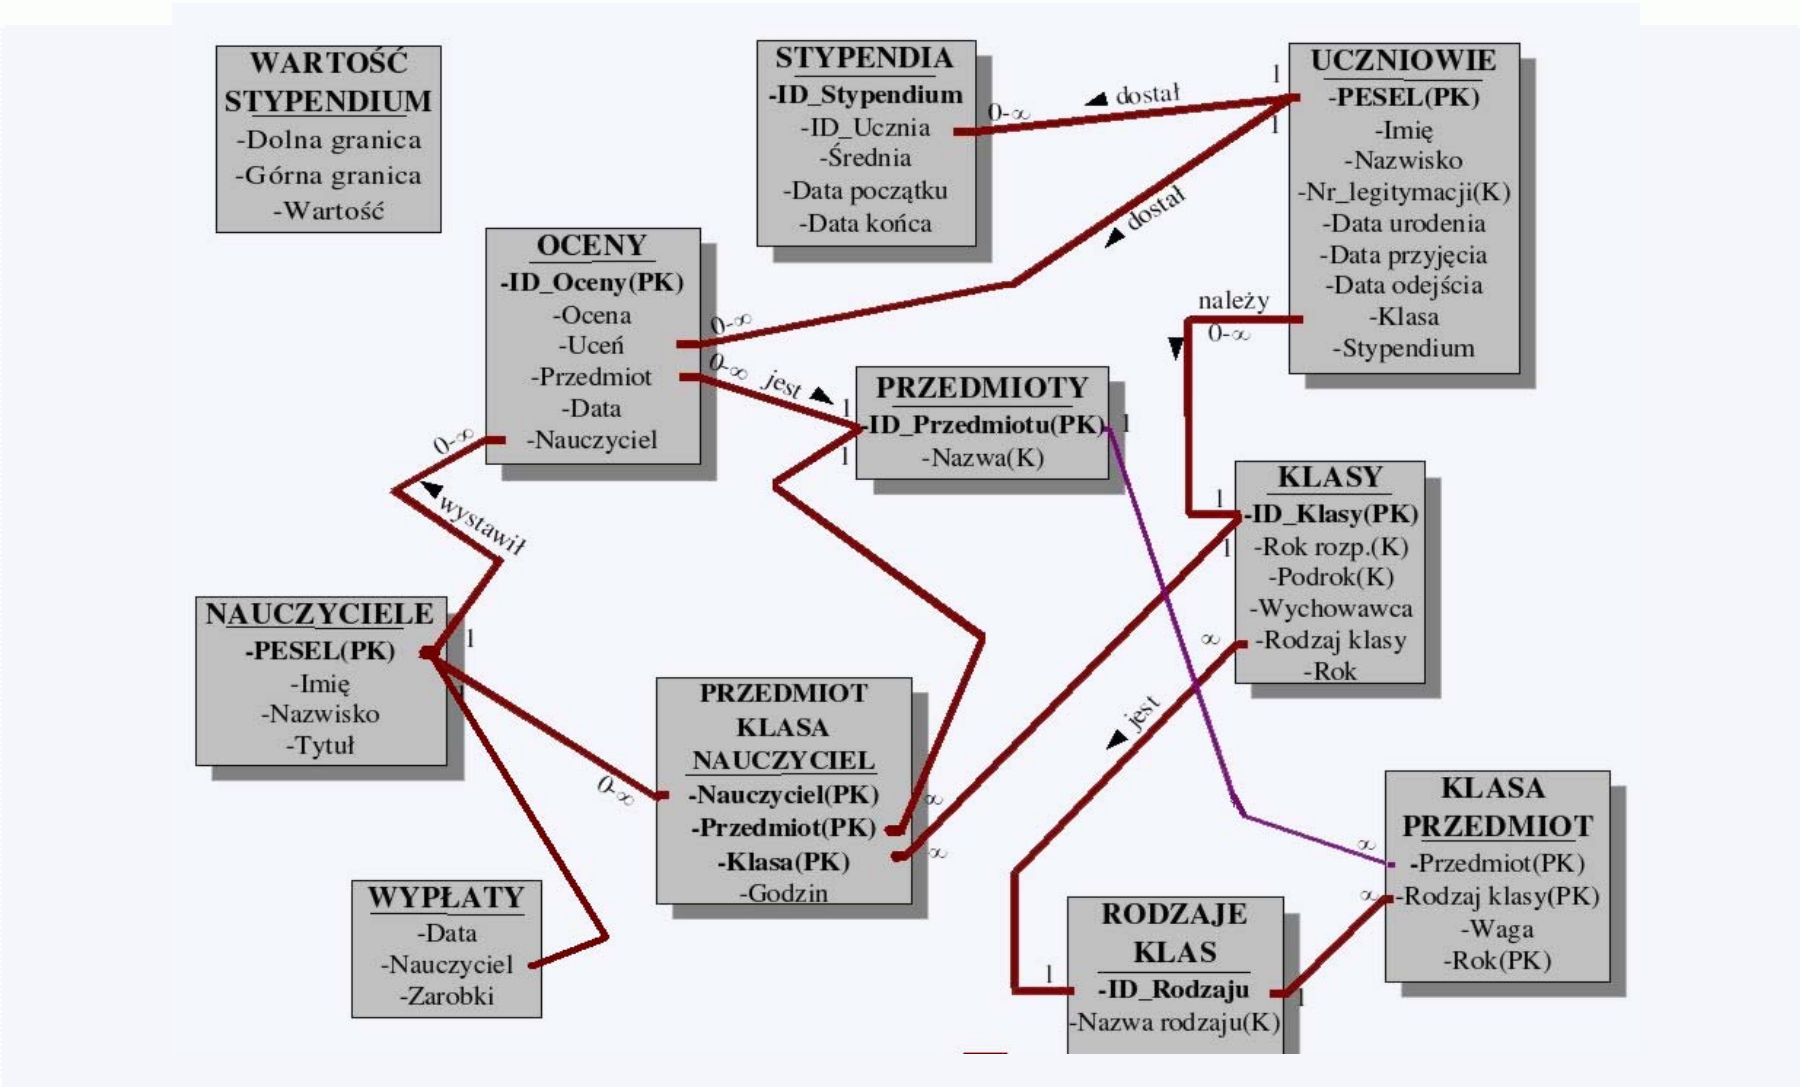 WARTOŚĆ
STYPENDIUM
-Dolna granica
-Górna granica
-Wartość
STYPENDIA
-ID_Stypendium
-ID_Ucznia
-Średnia
-Data początku
-Data końca
UCZNIOWIE
-PESEL(PK)
-Imię
-Nazwisko
-Nr_legitymacji(K)
-Data urodenia
-Data przyjęcia
-Data odejścia
-Klasa
-Stypendium
1
dostał
0-∞
1
dostał
należy
0-∞
OCENY
-ID_Oceny(PK)
-Ocena
-Uceń
-Przedmiot
-Data
-Nauczyciel
0-∞
0-∞
jest
1
1
0-∞
wystawił
PRZEDMIOTY
-ID_Przedmiotu(PK)
-Nazwa(K)
1
KLASY
-ID_Klasy(PK)
-Rok rozp.(K)
-Podrok(K)
-Wychowawca
-Rodzaj klasy
-Rok
1
1
∞
jest
NAUCZYCIELE
-PESEL(PK)
-Imię
-Nazwisko
-Tytuł
1
1
0-∞
PRZEDMIOT
KLASA
NAUCZYCIEL
-Nauczyciel(PK)
-Przedmiot(PK)
-Klasa(PK)
-Godzin
∞
∞
KLASA
PRZEDMIOT
-Przedmiot(PK)
-Rodzaj klasy(PK)
-Waga
-Rok(PK)
∞
∞
WYPŁATY
-Data
-Nauczyciel
-Zarobki
RODZAJE
KLAS
-ID_Rodzaju
-Nazwa rodzaju(K)
1
1